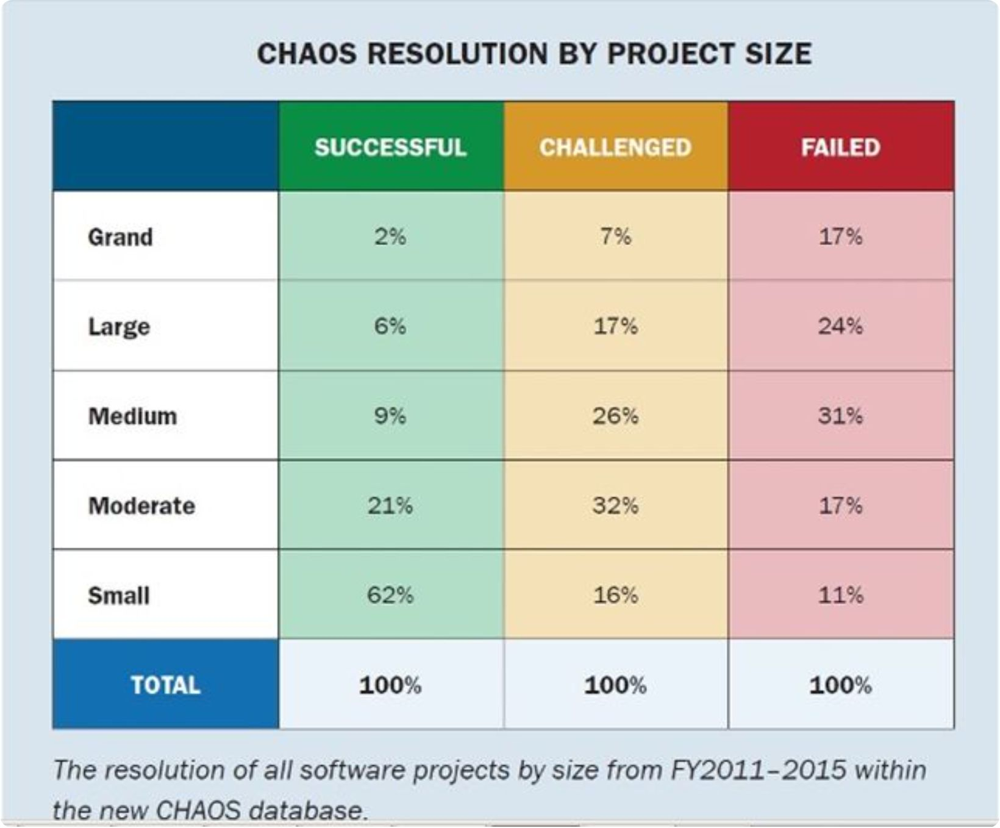 CHAOS RESOLUTION BY PROJECT SIZE
SUCCESSFUL CHALLENGED FAILED
Grand 2% 7% 17%
Large 6% 17% 24%
Medium 9% 26% 31%
Moderate 21% 32% 17%
Small 62% 16% 11%
TOTAL 100% 100% 100%
The resolution of all software projects by size from FY2011–2015 within
the new CHAOS database.